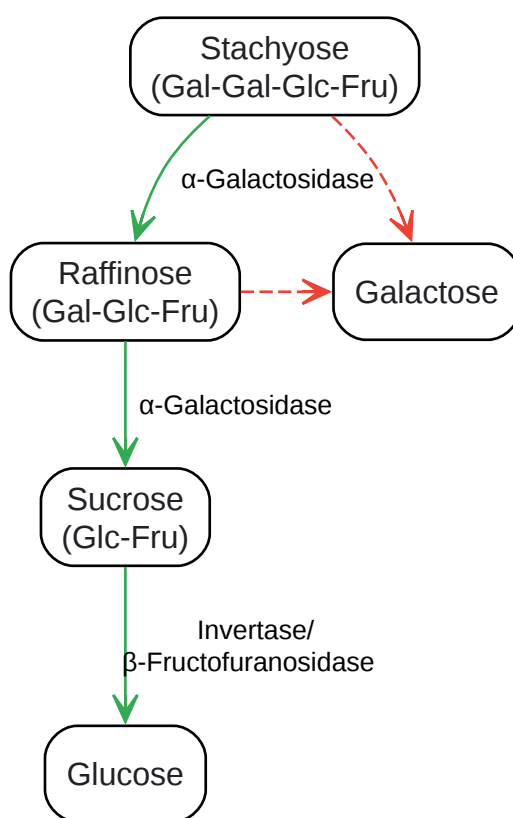 Stachyose
(Gal-Gal-Glc-Fru)
α-Galactosidase
Raffinose
(Gal-Glc-Fru)
Galactose
α-Galactosidase
Sucrose
(Glc-Fru)
Invertase/
β-Fructofuranosidase
Glucose